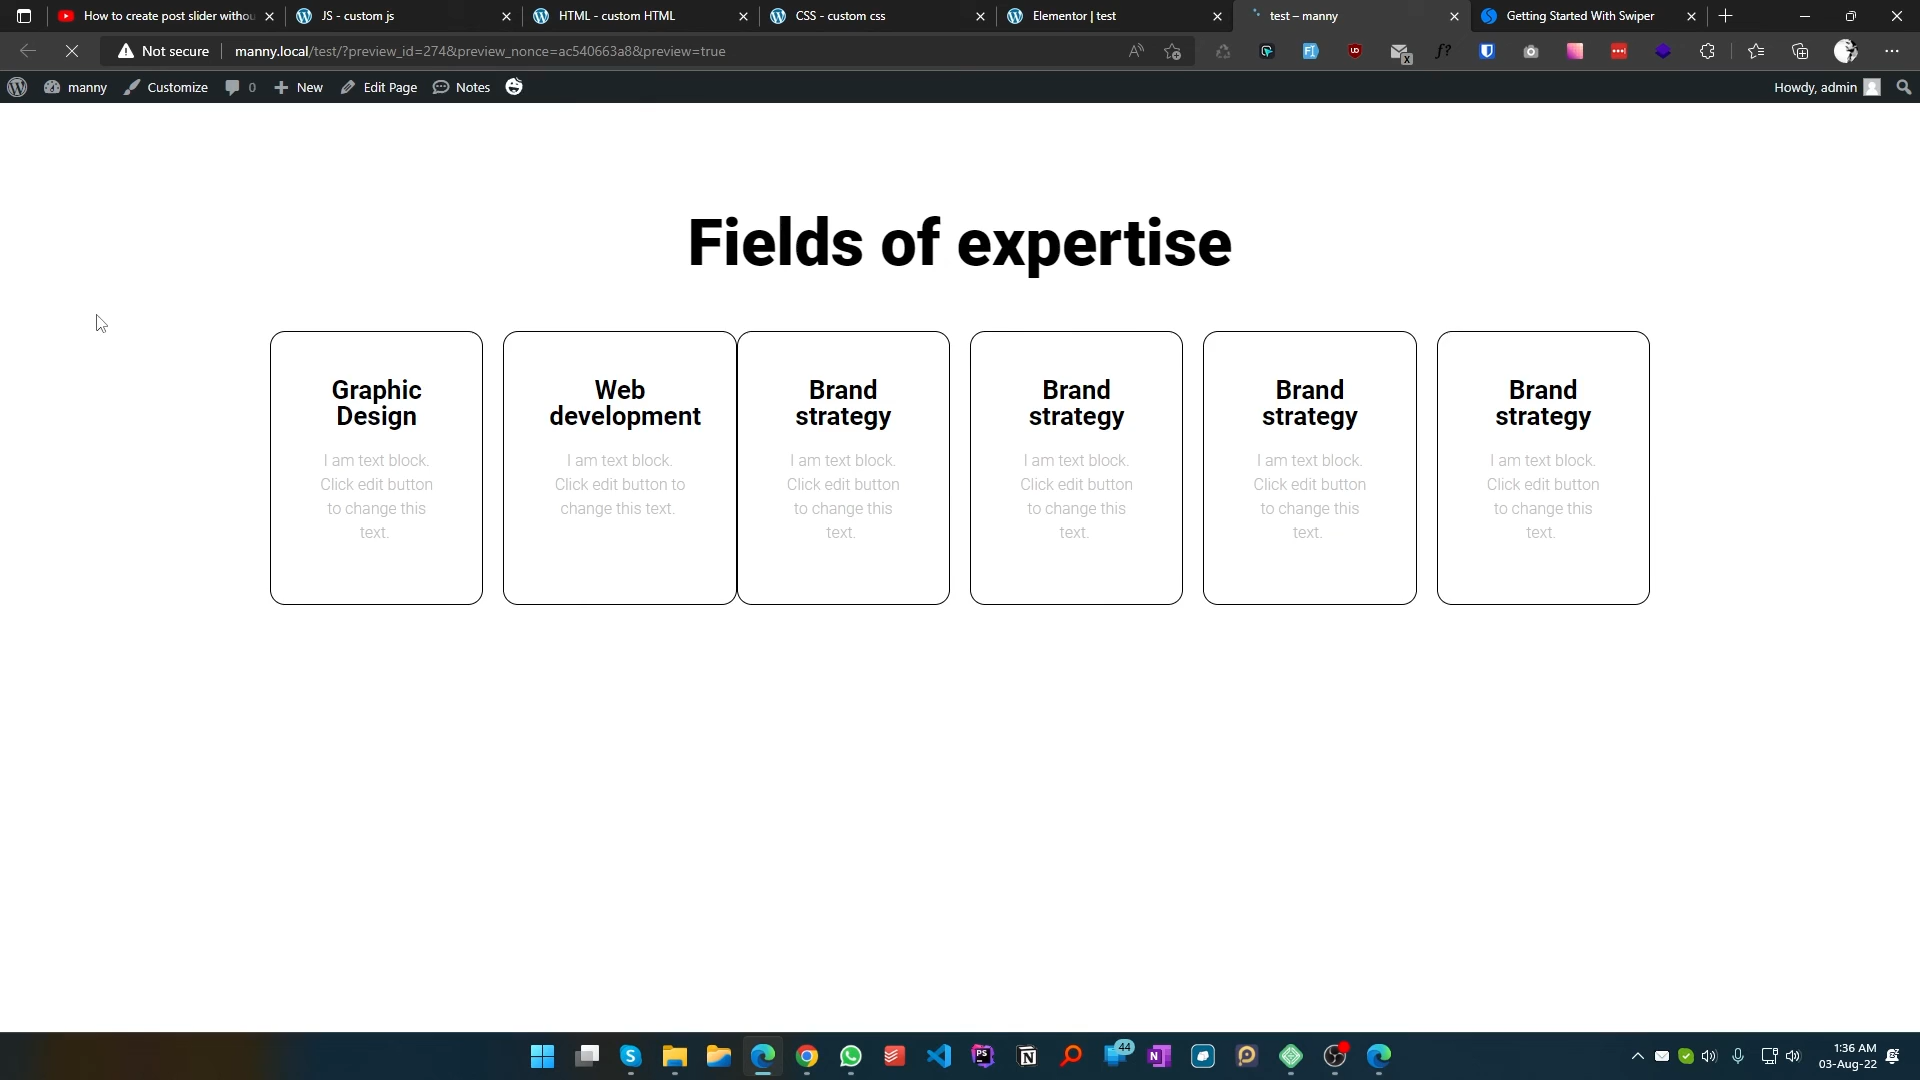 How to create post slider withou
JS - custom js
HTML - custom HTML
CSS - custom css
Elementor | test
test – manny
Getting Started With Swiper
Not secure
manny.local/test/?preview_id=274&preview_nonce=ac540663a8&preview=true
manny
Customize
0
New
Edit Page
Notes
Howdy, admin
Fields of expertise
Graphic
Design
I am text block.
Click edit button
to change this
text.
Web
development
I am text block.
Click edit button to
change this text.
Brand
strategy
I am text block.
Click edit button
to change this
text.
Brand
strategy
I am text block.
Click edit button
to change this
text.
Brand
strategy
I am text block.
Click edit button
to change this
text.
Brand
strategy
I am text block.
Click edit button
to change this
text.
44
1:36 AM
03-Aug-22